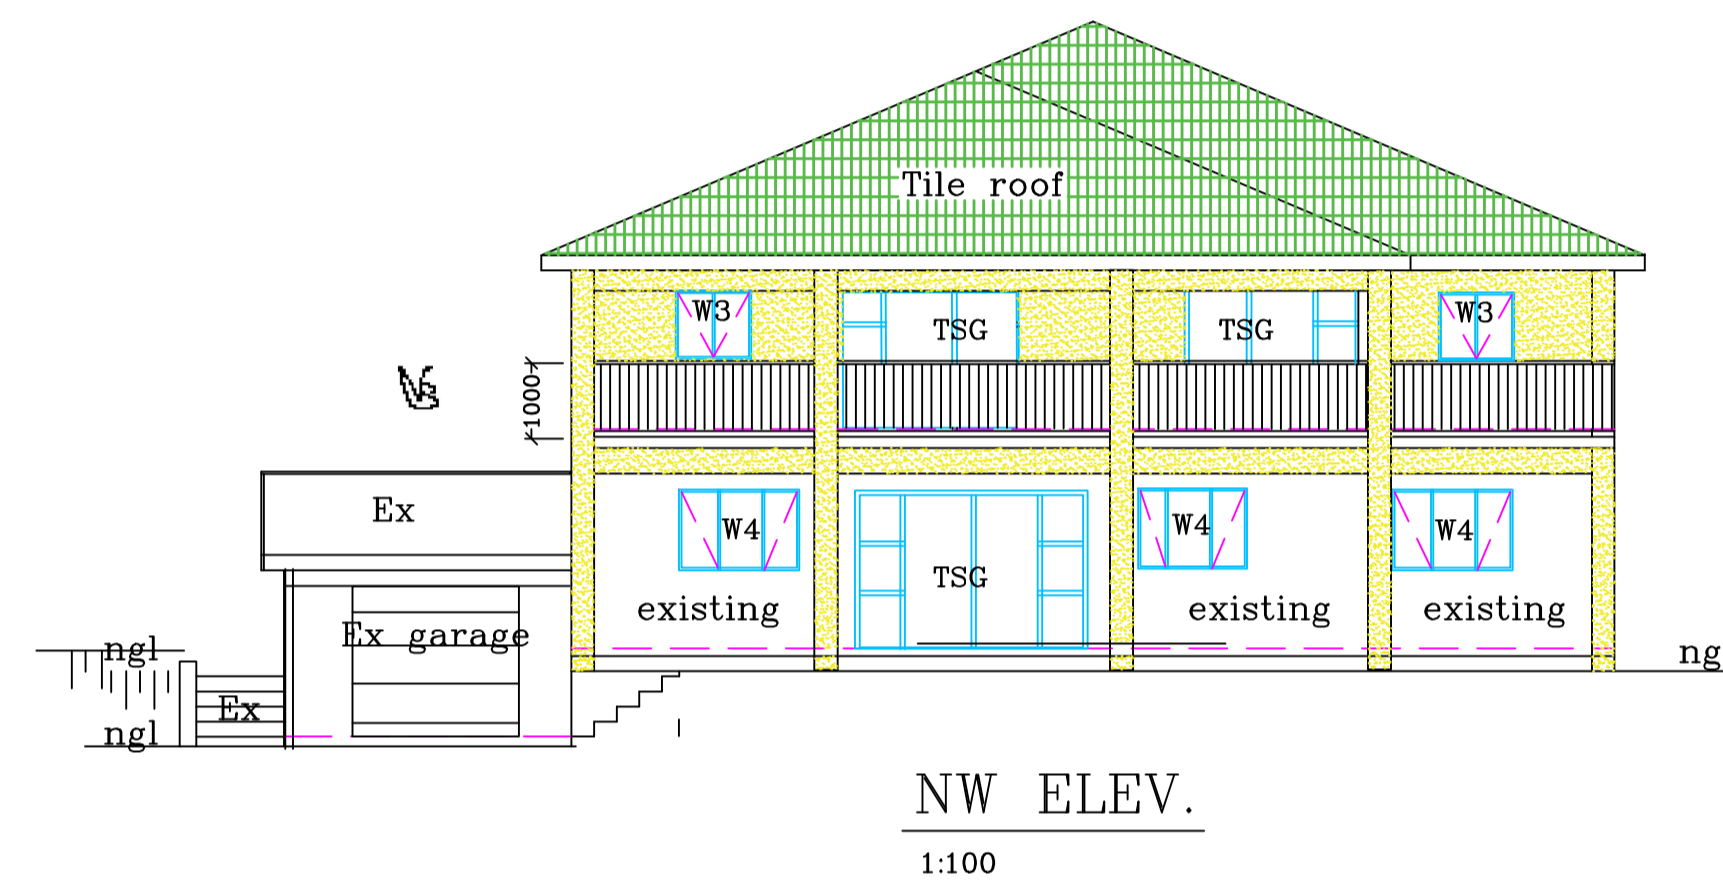 Tile roof
W3
TSG
TSG
W3
1000
Ex
W4
TSG
W4
W4
existing
existing
existing
Ex garage
ngl
ng
Ex
ngl
NW ELEV.
1:100